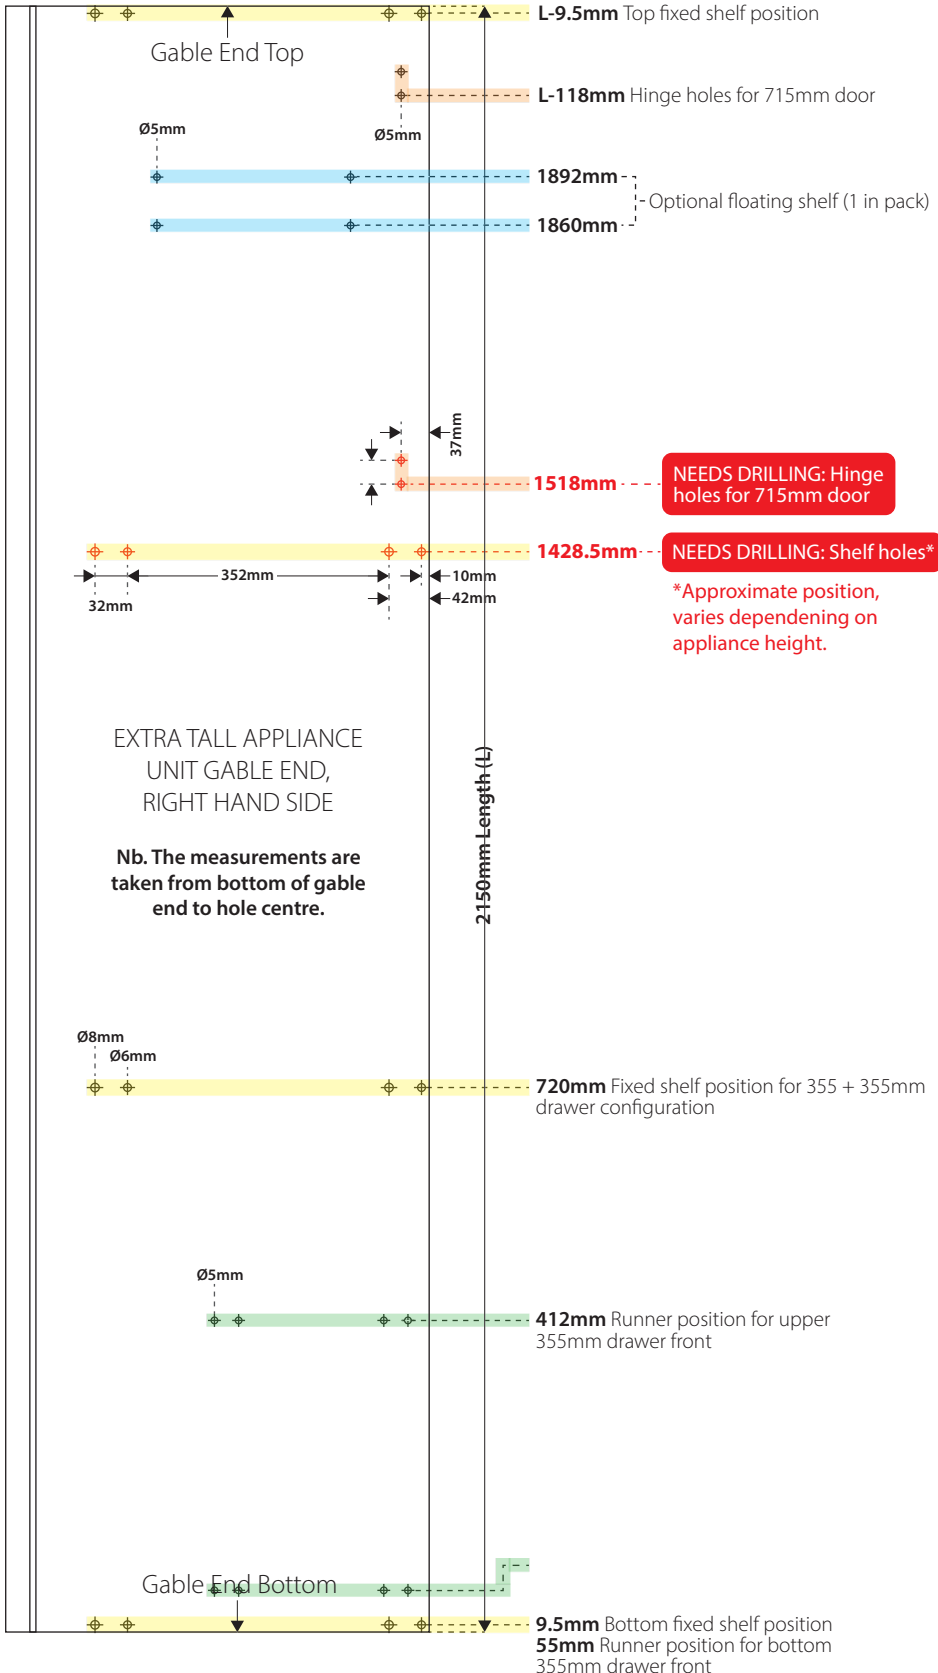 L-9.5mm Top fixed shelf position
Gable End Top
L-118mm Hinge holes for 715mm door
Ø5mm
Ø5mm
1892mm
Optional floating shelf (1 in pack)
1860mm
37mm
1518mm
NEEDS DRILLING: Hinge
holes for 715mm door
1428.5mm
NEEDS DRILLING: Shelf holes*
352mm
10mm
32mm
42mm
*Approximate position,
varies dependening on
appliance height.
EXTRA TALL APPLIANCE
UNIT GABLE END,
RIGHT HAND SIDE
2150mm Length (L)
Nb. The measurements are
taken from bottom of gable
end to hole centre.
Ø8mm
Ø6mm
720mm Fixed shelf position for 355 + 355mm
drawer configuration
Ø5mm
412mm Runner position for upper
355mm drawer front
Gable End Bottom
9.5mm Bottom fixed shelf position
55mm Runner position for bottom
355mm drawer front